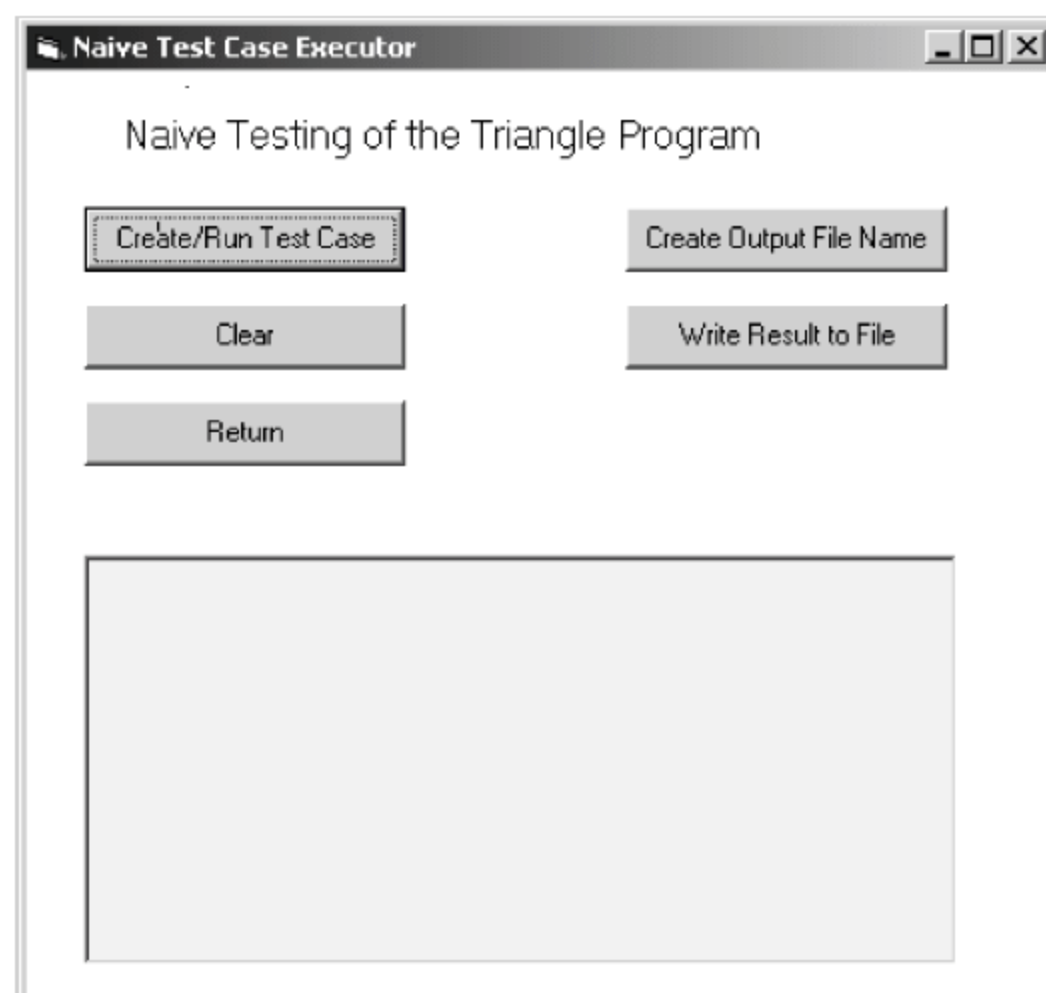 Naive Test Case Executor
Naive Testing of the Triangle Program
Create/Run Test Case
Create Output File Name
Clear
Write Result to File
Return